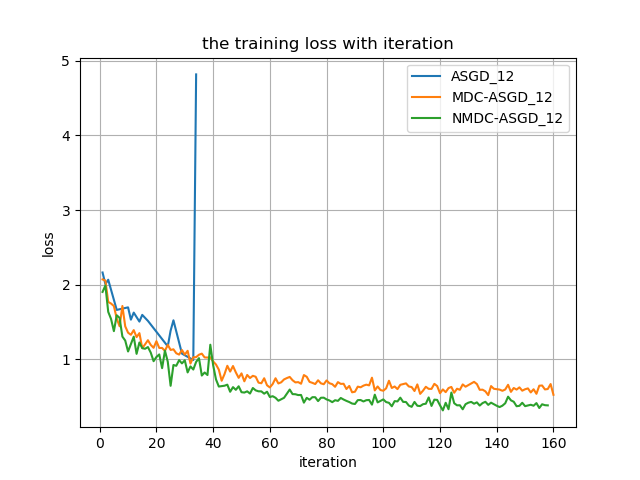 the training loss with iteration
ASGD_12
MDC-ASGD_12
NMDC-ASGD_12
loss
5
4
3
2
1
0 20 40 60 80 100 120 140 160
iteration